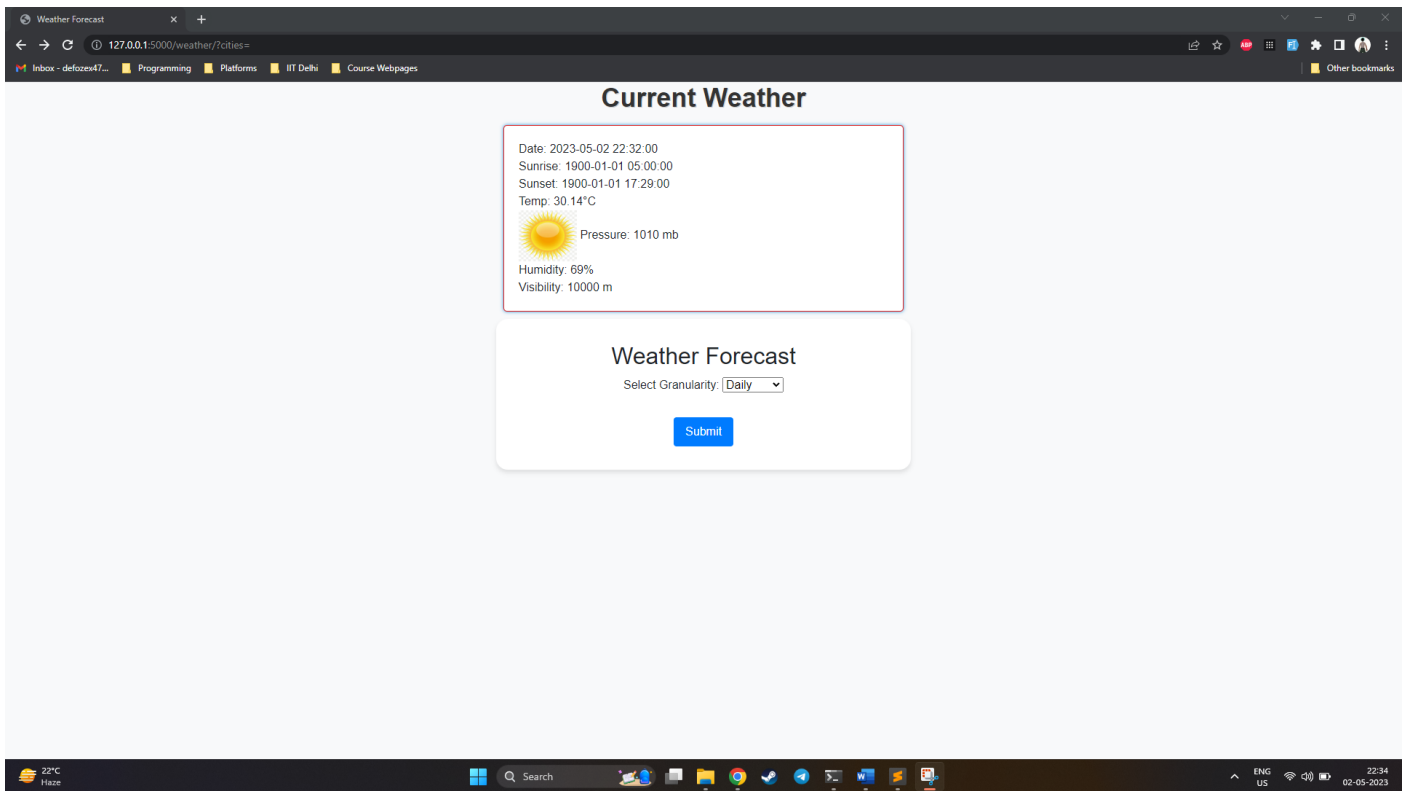 Weather Forecast
127.0.0.1:5000/weather/?cities=
Inbox - defozex47... Programming Platforms IIT Delhi Course Webpages Other bookmarks
Current Weather
Date: 2023-05-02 22:32:00
Sunrise: 1900-01-01 05:00:00
Sunset: 1900-01-01 17:29:00
Temp: 30.14°C
Pressure: 1010 mb
Humidity: 69%
Visibility: 10000 m
Weather Forecast
Select Granularity: Daily
Submit
22°C
Haze
Search
ENG
US
22:34
02-05-2023